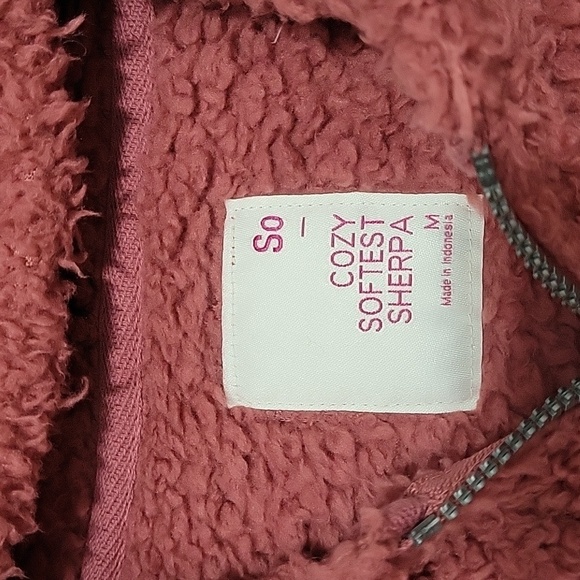 So
COZY
SOFTEST
SHERPA
M
Made in Indonesia